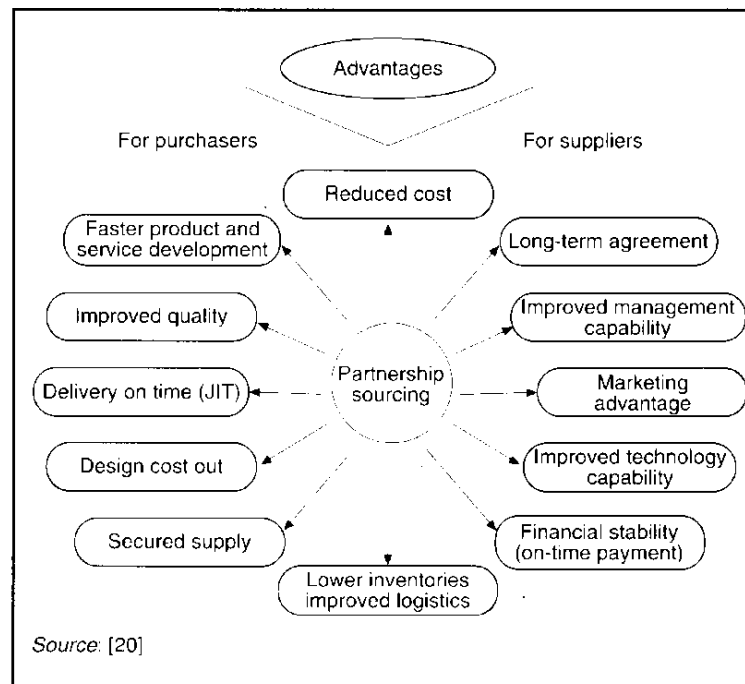 Advantages
For purchasers
For suppliers
Reduced cost
Faster product and
service development
Long-term agreement
Improved quality
Improved management
capability
Partnership
sourcing
Delivery on time (JIT)
Marketing
advantage
Design cost out
Improved technology
capability
Secured supply
Financial stability
(on-time payment)
Lower inventories
improved logistics
Source: [20]